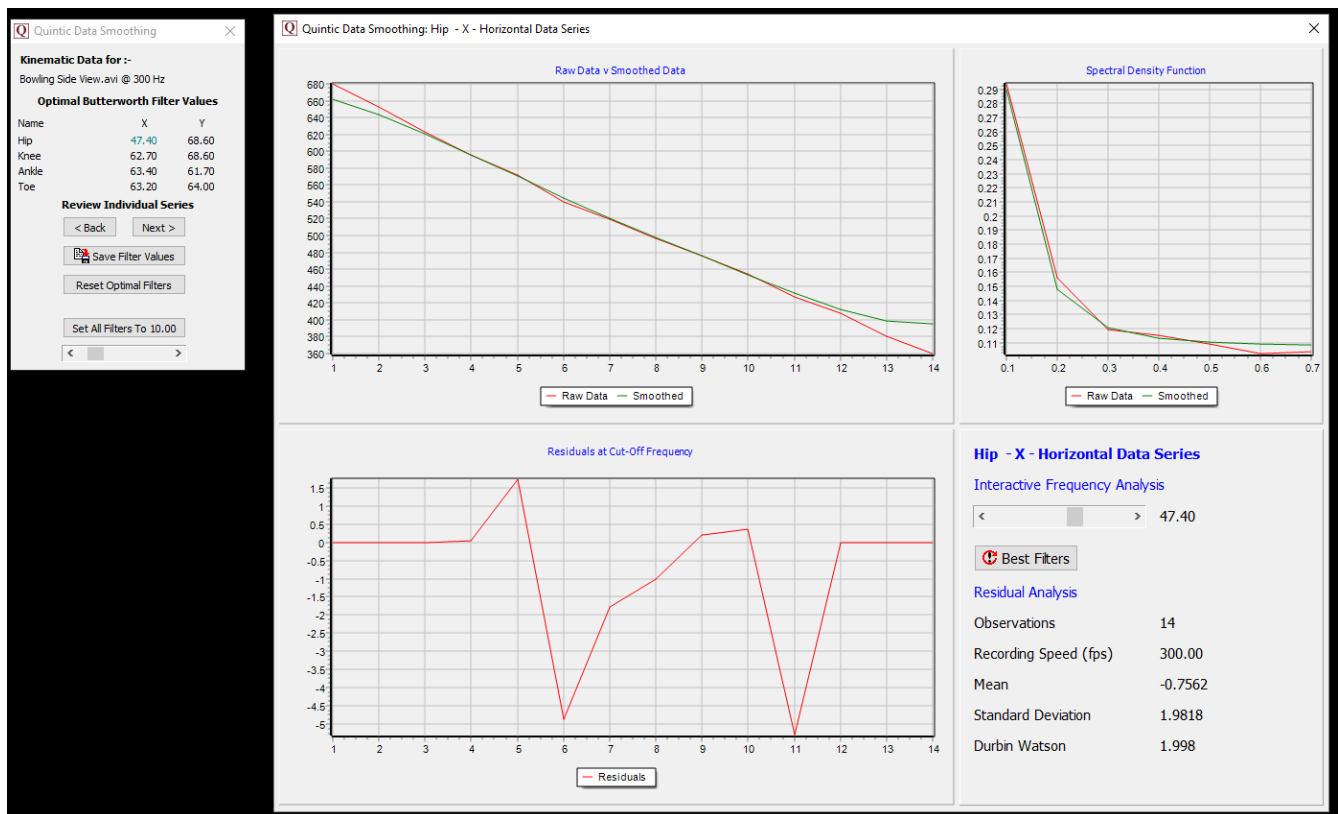 Quintic Data Smoothing
Kinematic Data for :-
Bowling Side View.avi @ 300 Hz
Optimal Butterworth Filter Values
Name X Y
Hip 47.40 68.60
Knee 62.70 68.60
Ankle 63.40 61.70
Toe 63.20 64.00
Review Individual Series
< Back Next >
Save Filter Values
Reset Optimal Filters
Set All Filters To 10.00
Quintic Data Smoothing: Hip - X - Horizontal Data Series
Raw Data v Smoothed Data
680
660
640
620
600
580
560
540
520
500
480
460
440
420
400
380
360
1 2 3 4 5 6 7 8 9 10 11 12 13 14
Raw Data Smoothed
Spectral Density Function
0.29
0.28
0.27
0.26
0.25
0.24
0.23
0.22
0.21
0.2
0.19
0.18
0.17
0.16
0.15
0.14
0.13
0.12
0.11
0.1 0.2 0.3 0.4 0.5 0.6 0.7
Raw Data Smoothed
Residuals at Cut-Off Frequency
1.5
1
0.5
0
-0.5
-1
-1.5
-2
-2.5
-3
-3.5
-4
-4.5
-5
1 2 3 4 5 6 7 8 9 10 11 12 13 14
Residuals
Hip - X - Horizontal Data Series
Interactive Frequency Analysis
47.40
Best Filters
Residual Analysis
Observations 14
Recording Speed (fps) 300.00
Mean -0.7562
Standard Deviation 1.9818
Durbin Watson 1.998